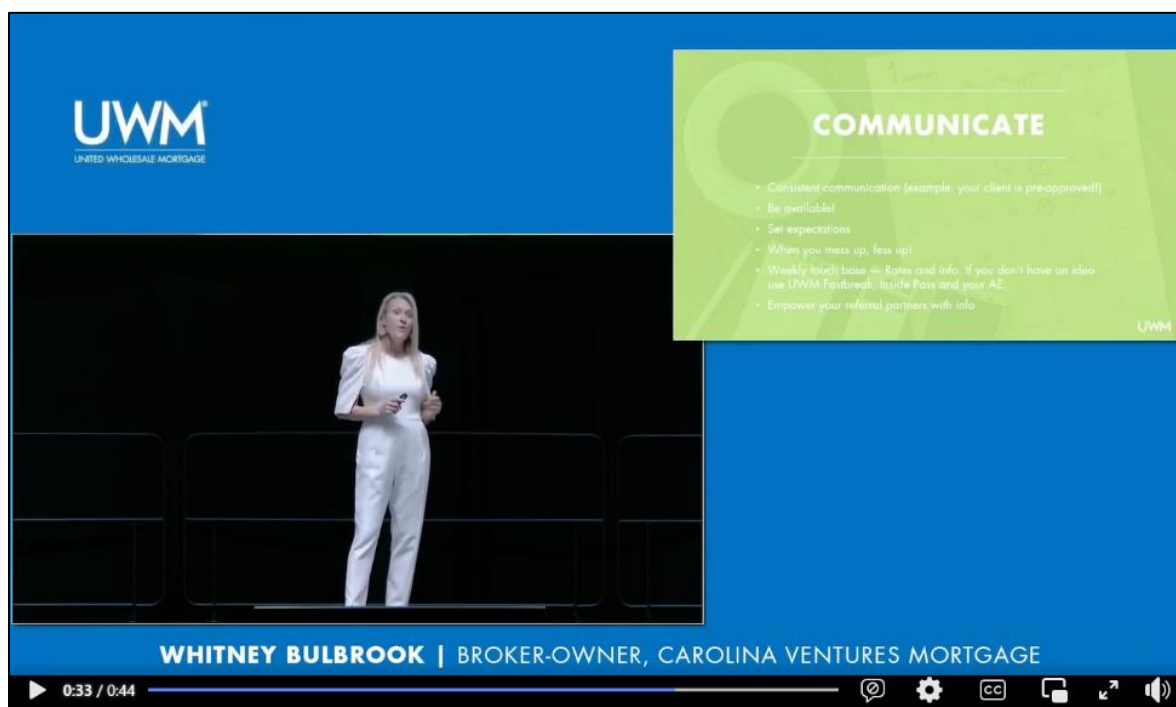 UWM
UNITED WHOLESALE MORTGAGE
COMMUNICATE
• Consistent communication (example: your client is pre-approved!)
• Be available!
• Set expectations
• When you mess up, fess up!
• Weekly touch base — Rates and info. If you don't have an idea
use UWM Fastbreak, Inside Pass and your AE.
• Empower your referral partners with info
UWM
WHITNEY BULBROOK | BROKER-OWNER, CAROLINA VENTURES MORTGAGE
0:33 / 0:44
CC